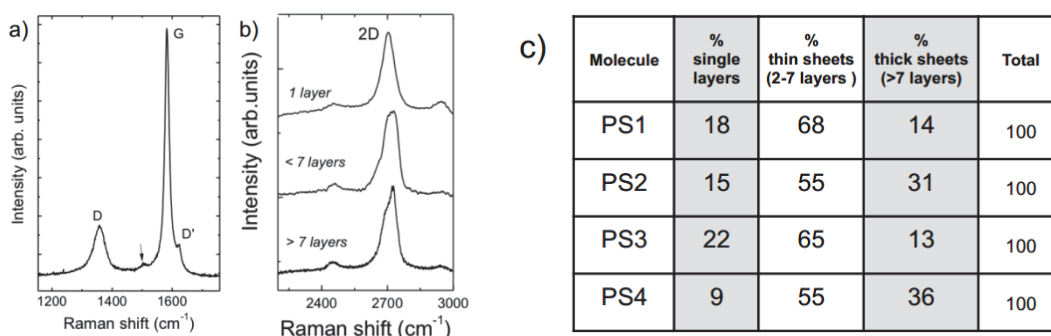 a)
Intensity (arb. units)
G
D
D'
1200 1400 1600
Raman shift (cm-1)
b)
Intensity (arb.units)
2D
1 layer
< 7 layers
> 7 layers
2400 2700 3000
Raman shift (cm-1)
c)
Molecule % single layers % thin sheets (2-7 layers ) % thick sheets (>7 layers) Total
PS1 18 68 14 100
PS2 15 55 31 100
PS3 22 65 13 100
PS4 9 55 36 100